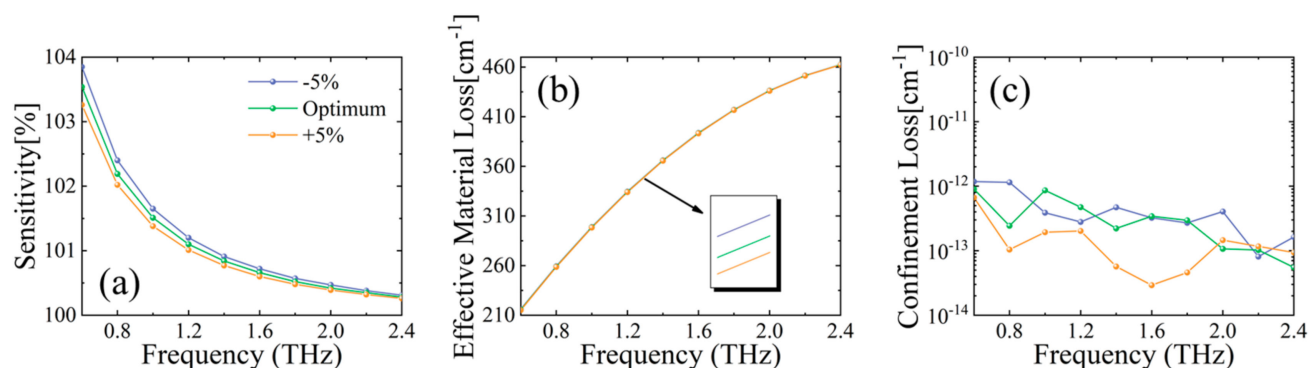 Sensitivity[%]
104
103
102
101
100
-5%
Optimum
+5%
(a)
0.8 1.2 1.6 2.0 2.4
Frequency (THz)
Effective Material Loss[cm⁻¹]
460
410
360
310
260
210
(b)
0.8 1.2 1.6 2.0 2.4
Frequency (THz)
Confinement Loss[cm⁻¹]
10⁻¹⁰
10⁻¹¹
10⁻¹²
10⁻¹³
10⁻¹⁴
(c)
0.8 1.2 1.6 2.0 2.4
Frequency (THz)